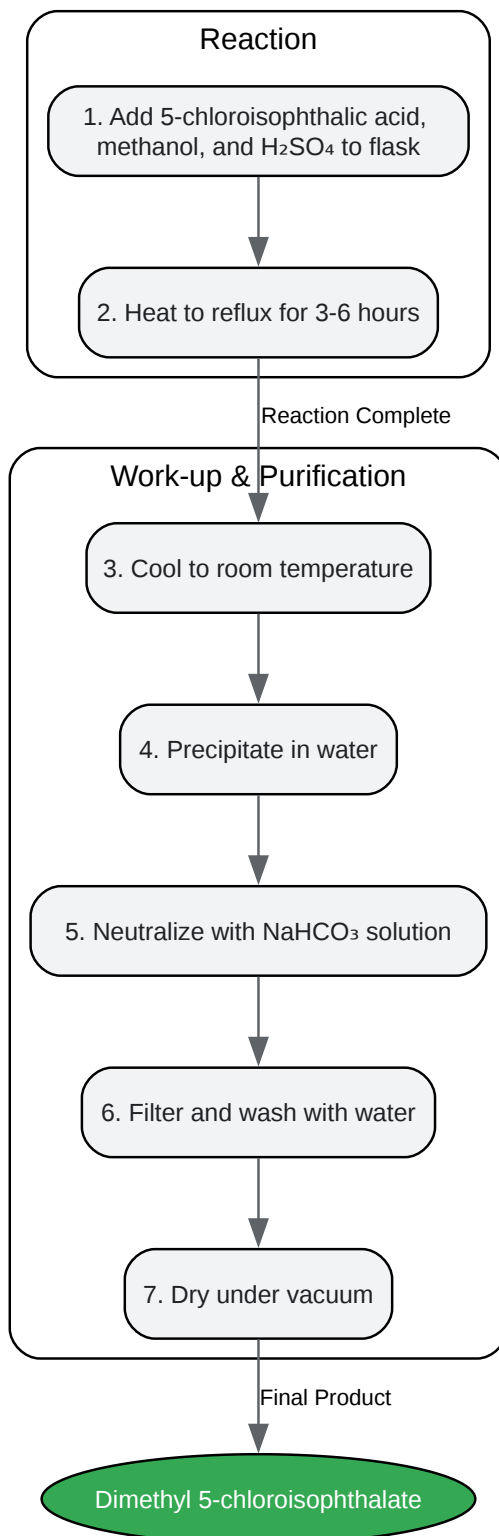 Reaction
1. Add 5-chloroisophthalic acid,
methanol, and H₂SO₄ to flask
2. Heat to reflux for 3-6 hours
Reaction Complete
Work-up & Purification
3. Cool to room temperature
4. Precipitate in water
5. Neutralize with NaHCO₃ solution
6. Filter and wash with water
7. Dry under vacuum
Final Product
Dimethyl 5-chloroisophthalate